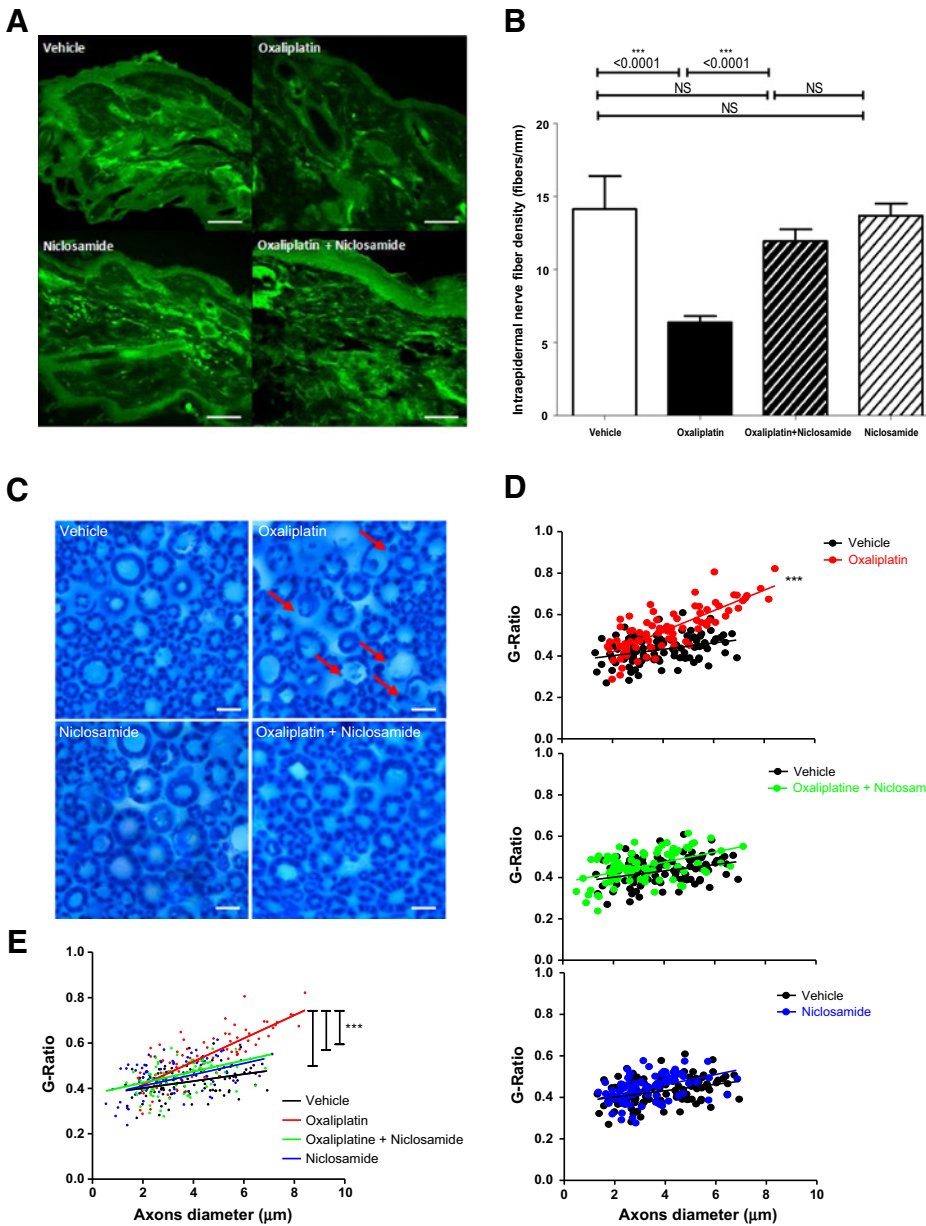 A
Vehicle
Oxaliplatin
Niclosamide
Oxaliplatin + Niclosamide
B
***
<0.0001
***
<0.0001
NS
NS
NS
Intraepidermal nerve fiber density (fibers/mm)
20
15
10
5
0
Vehicle
Oxaliplatin
Oxaliplatin+Niclosamide
Niclosamide
C
Vehicle
Oxaliplatin
Niclosamide
Oxaliplatin + Niclosamide
D
G-Ratio
1.0
0.8
0.6
0.4
0.2
0.0
Vehicle
Oxaliplatin
***
G-Ratio
1.0
0.8
0.6
0.4
0.2
0.0
Vehicle
Oxaliplatine + Niclosam
G-Ratio
1.0
0.8
0.6
0.4
0.2
0.0
Vehicle
Niclosamide
0 2 4 6 8 10
Axons diameter (μm)
E
G-Ratio
1.0
0.8
0.6
0.4
0.2
0.0
***
Vehicle
Oxaliplatin
Oxaliplatine + Niclosamide
Niclosamide
0 2 4 6 8 10
Axons diameter (μm)